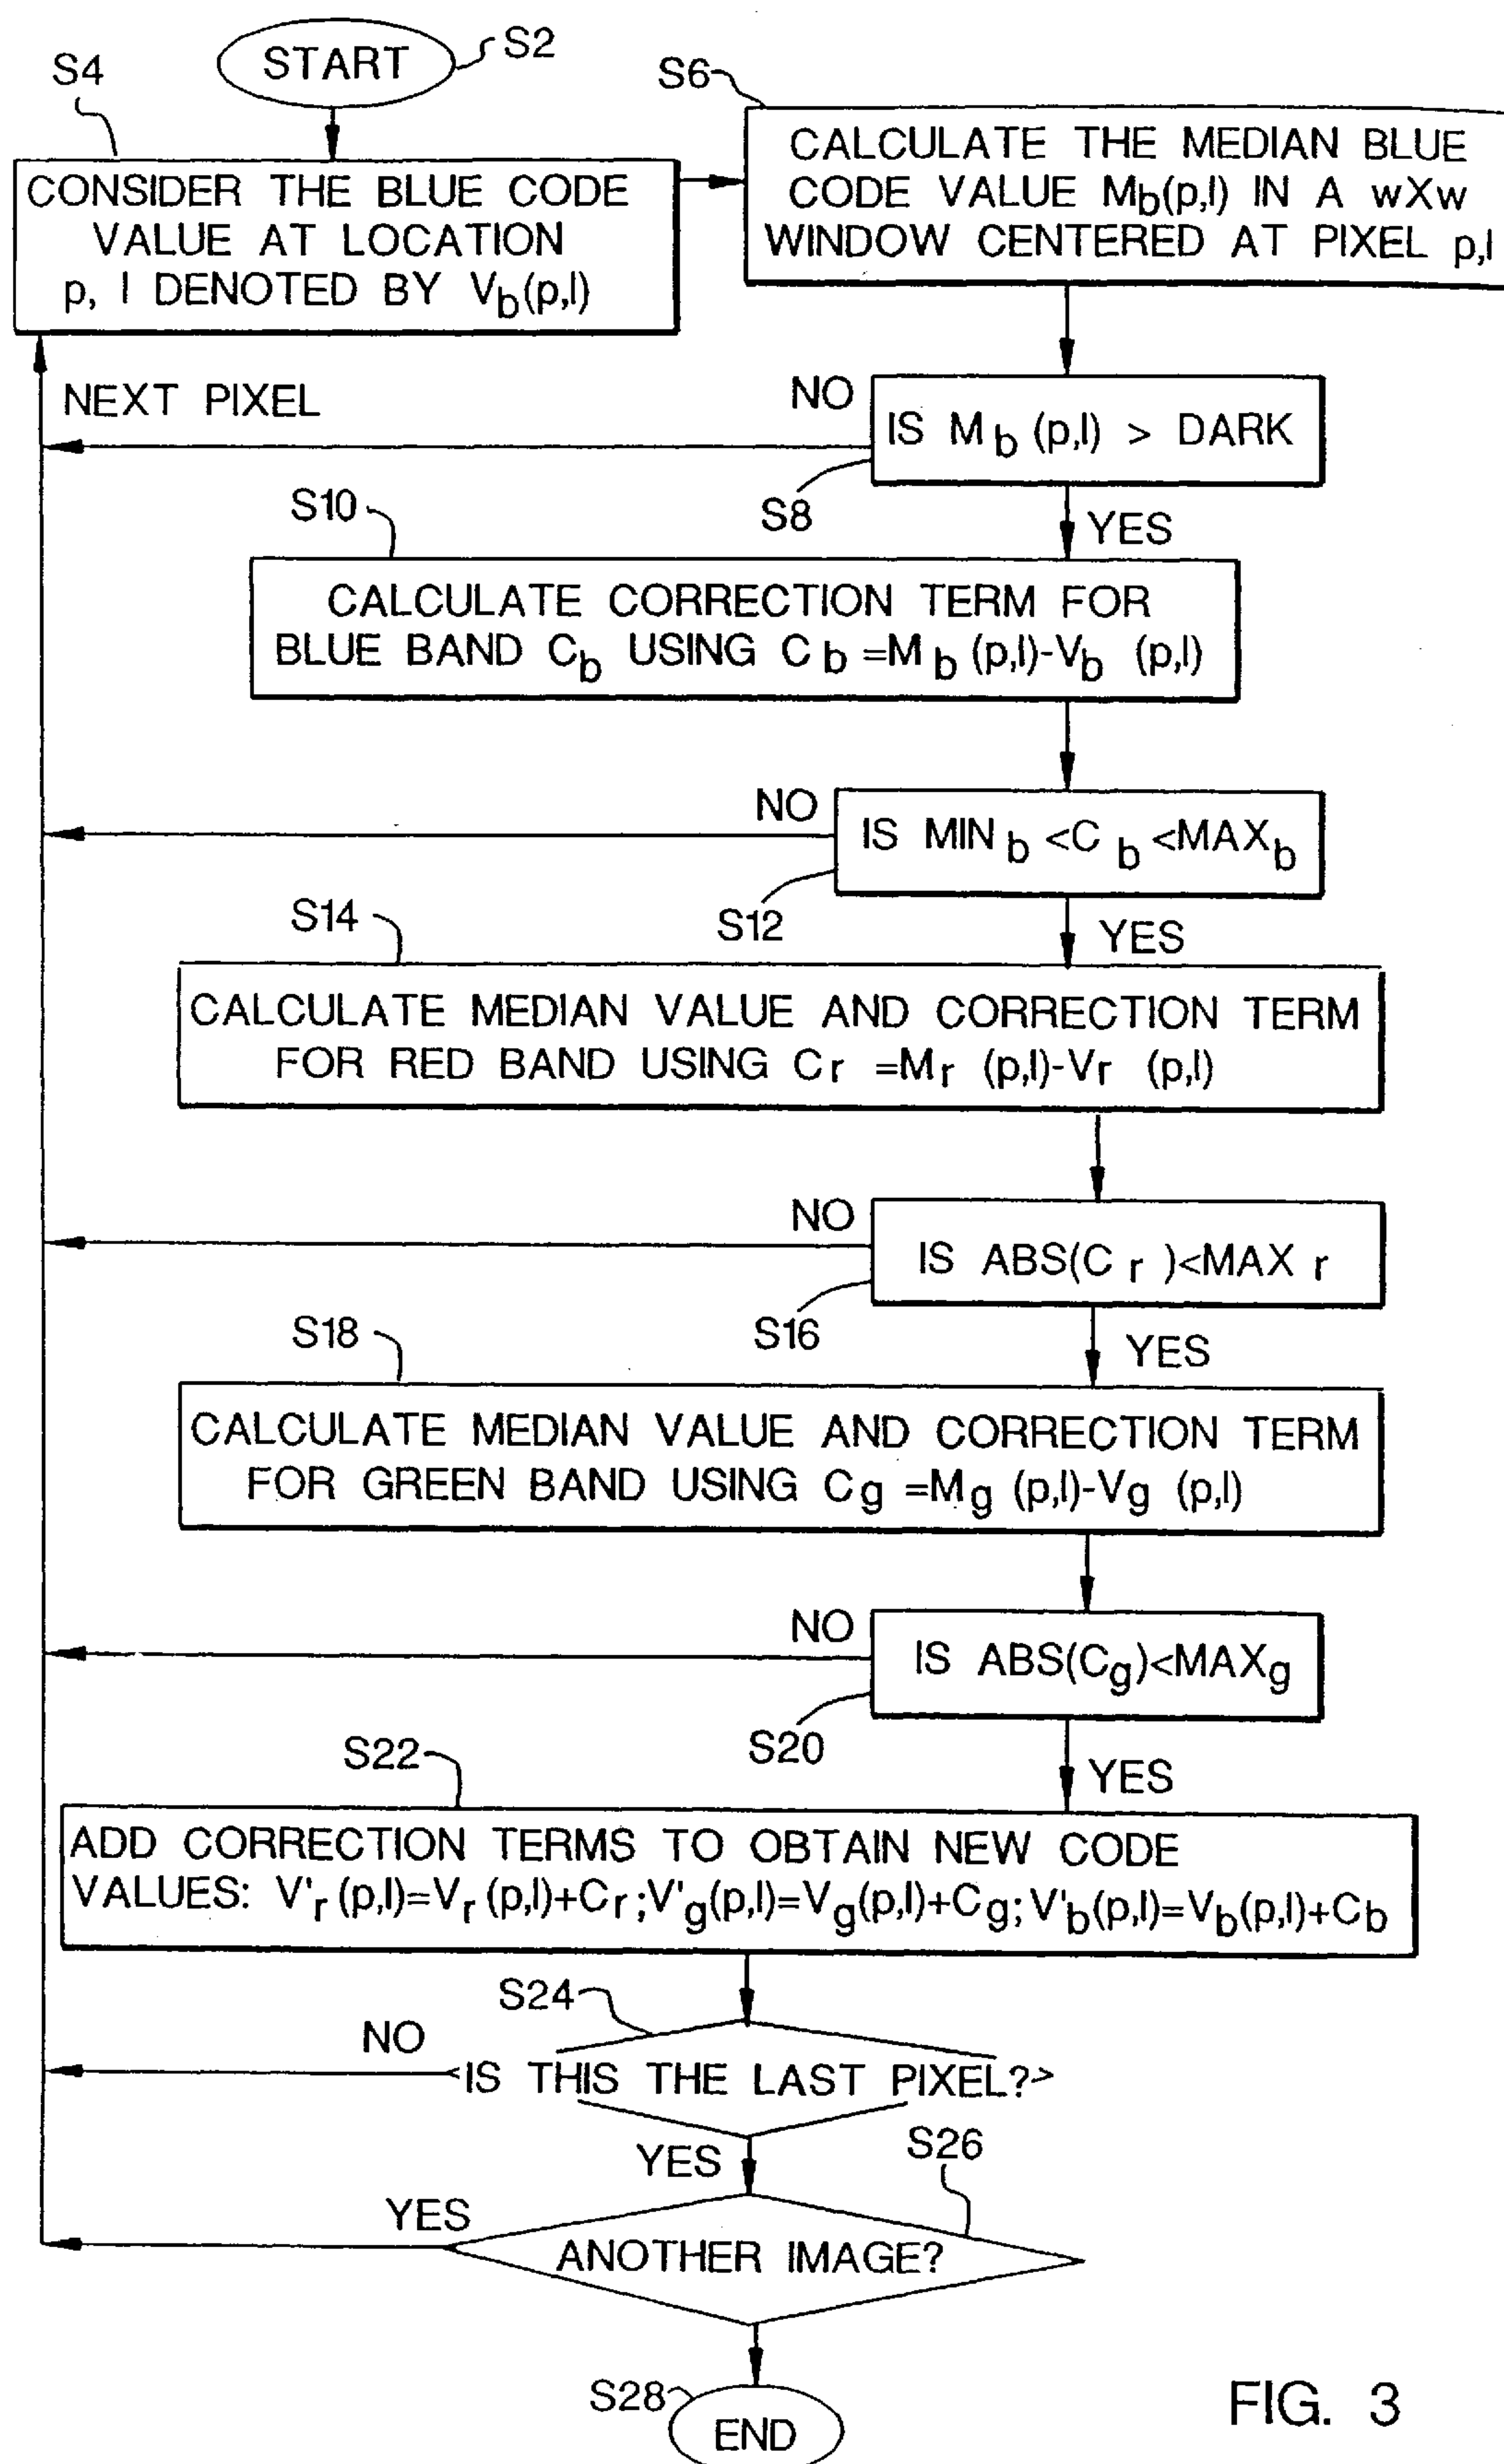 START
S2
S4
CONSIDER THE BLUE CODE
VALUE AT LOCATION
p, l DENOTED BY Vb(p,l)
S6
CALCULATE THE MEDIAN BLUE
CODE VALUE Mb(p,l) IN A wXw
WINDOW CENTERED AT PIXEL p,l
NEXT PIXEL
NO
IS Mb (p,l) > DARK
S8
YES
S10
CALCULATE CORRECTION TERM FOR
BLUE BAND Cb USING Cb =Mb (p,l)-Vb (p,l)
NO
IS MINb <Cb <MAXb
S12
YES
S14
CALCULATE MEDIAN VALUE AND CORRECTION TERM
FOR RED BAND USING Cr =Mr (p,l)-Vr (p,l)
NO
IS ABS(Cr )<MAX r
S16
YES
S18
CALCULATE MEDIAN VALUE AND CORRECTION TERM
FOR GREEN BAND USING Cg =Mg (p,l)-Vg (p,l)
NO
IS ABS(Cg)<MAXg
S20
YES
S22
ADD CORRECTION TERMS TO OBTAIN NEW CODE
VALUES: V'r (p,l)=Vr (p,l)+Cr ;V'g(p,l)=Vg(p,l)+Cg; V'b(p,l)=Vb(p,l)+Cb
S24
NO
IS THIS THE LAST PIXEL?
YES
S26
YES
ANOTHER IMAGE?
S28
END
FIG. 3